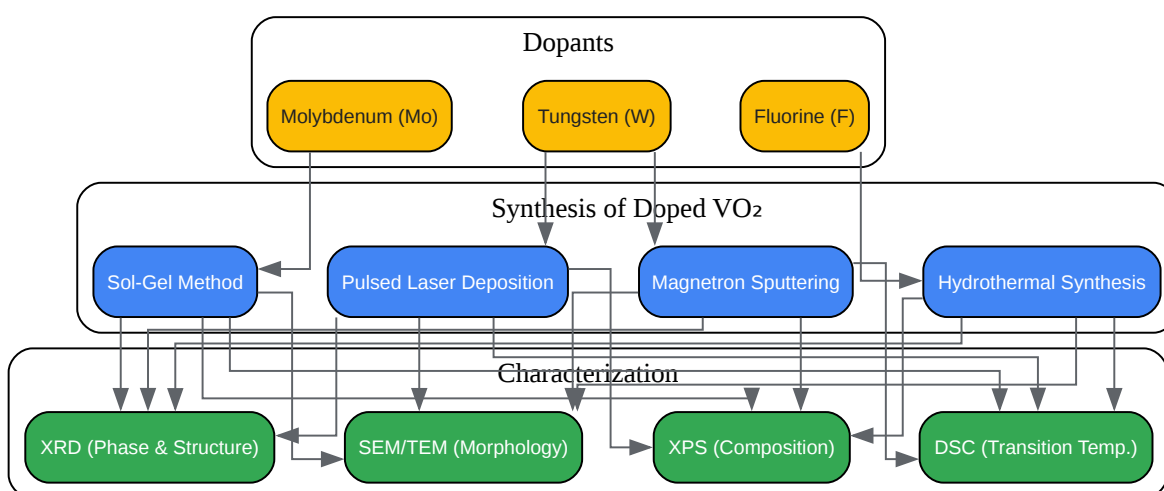 Dopants
Molybdenum (Mo)
Tungsten (W)
Fluorine (F)
Synthesis of Doped VO₂
Sol-Gel Method
Pulsed Laser Deposition
Magnetron Sputtering
Hydrothermal Synthesis
Characterization
XRD (Phase & Structure)
SEM/TEM (Morphology)
XPS (Composition)
DSC (Transition Temp.)